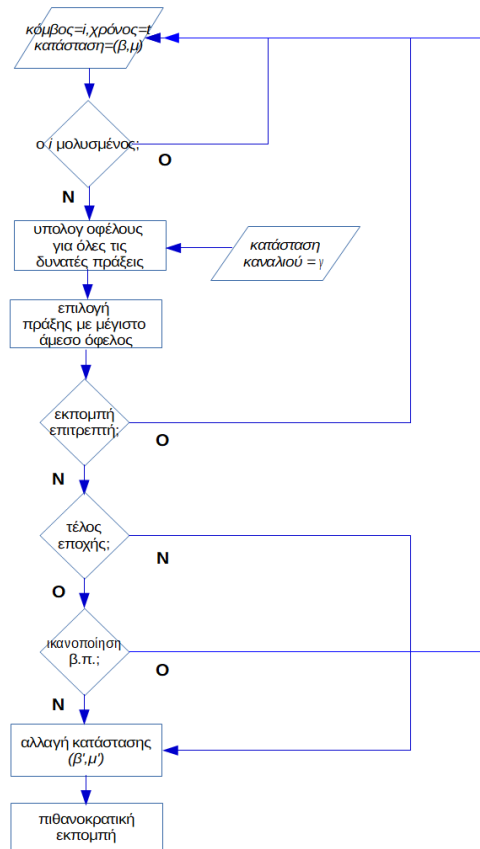 κόμβος=i,χρόνος=t
κατάσταση=(β,μ)
ο i μολυσμένος;
Ο
Ν
υπολογ οφέλους
για όλες τις
δυνατές πράξεις
κατάσταση
καναλιού = γ
επιλογή
πράξης με μέγιστο
άμεσο όφελος
εκπομπή
επιτρεπτή;
Ο
Ν
τέλος
εποχής;
Ν
Ο
ικανοποίηση
β.π.;
Ο
Ν
αλλαγή κατάστασης
(β',μ')
πιθανοκρατική
εκπομπή